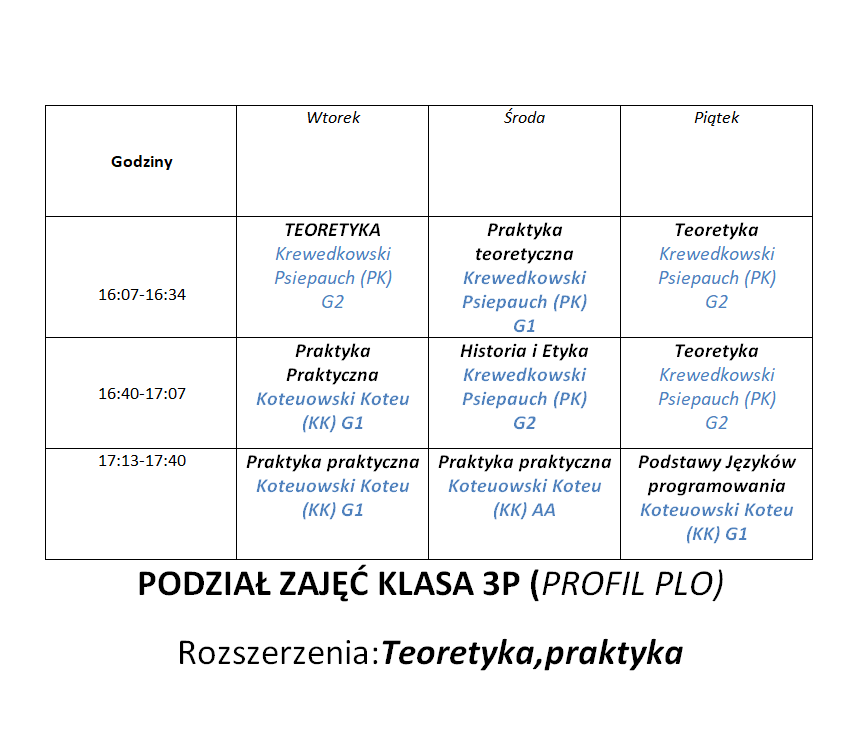 Godziny
Wtorek
Środa
Piątek
16:07-16:34
TEORETYKA
Krewedkowski
Psiepauch (PK)
G2
Praktyka
teoretyczna
Krewedkowski
Psiepauch (PK)
G1
Teoretyka
Krewedkowski
Psiepauch (PK)
G2
16:40-17:07
Praktyka
Praktyczna
Koteuowski Koteu
(KK) G1
Historia i Etyka
Krewedkowski
Psiepauch (PK)
G2
Teoretyka
Krewedkowski
Psiepauch (PK)
G2
17:13-17:40
Praktyka praktyczna
Koteuowski Koteu
(KK) G1
Praktyka praktyczna
Koteuowski Koteu
(KK) AA
Podstawy Języków
programowania
Koteuowski Koteu
(KK) G1
PODZIAŁ ZAJĘĆ KLASA 3P (PROFIL PLO)
Rozszerzenia:Teoretyka,praktyka